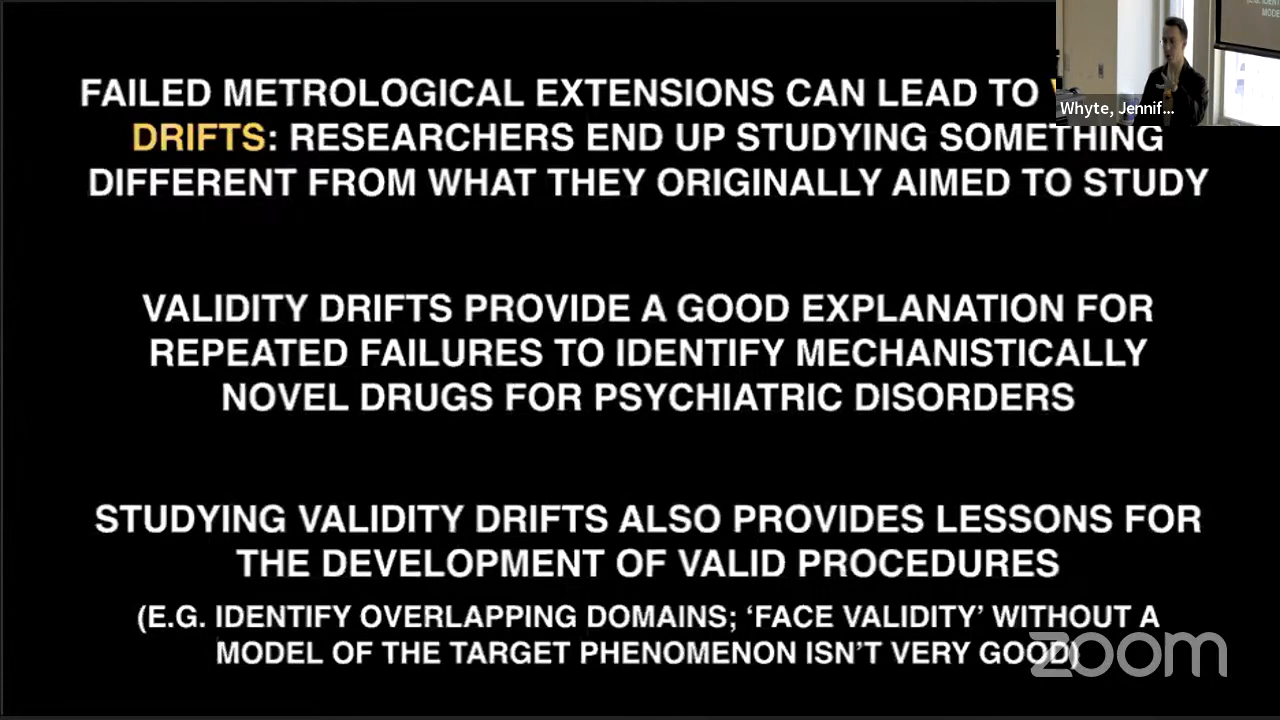 FAILED METROLOGICAL EXTENSIONS CAN LEAD TO
DRIFTS: RESEARCHERS END UP STUDYING SOMETHING
DIFFERENT FROM WHAT THEY ORIGINALLY AIMED TO STUDY
VALIDITY DRIFTS PROVIDE A GOOD EXPLANATION FOR
REPEATED FAILURES TO IDENTIFY MECHANISTICALLY
NOVEL DRUGS FOR PSYCHIATRIC DISORDERS
STUDYING VALIDITY DRIFTS ALSO PROVIDES LESSONS FOR
THE DEVELOPMENT OF VALID PROCEDURES
(E.G. IDENTIFY OVERLAPPING DOMAINS; ‘FACE VALIDITY’ WITHOUT A
MODEL OF THE TARGET PHENOMENON ISN’T VERY GOOD)
Whyte, Jennif...
zoom